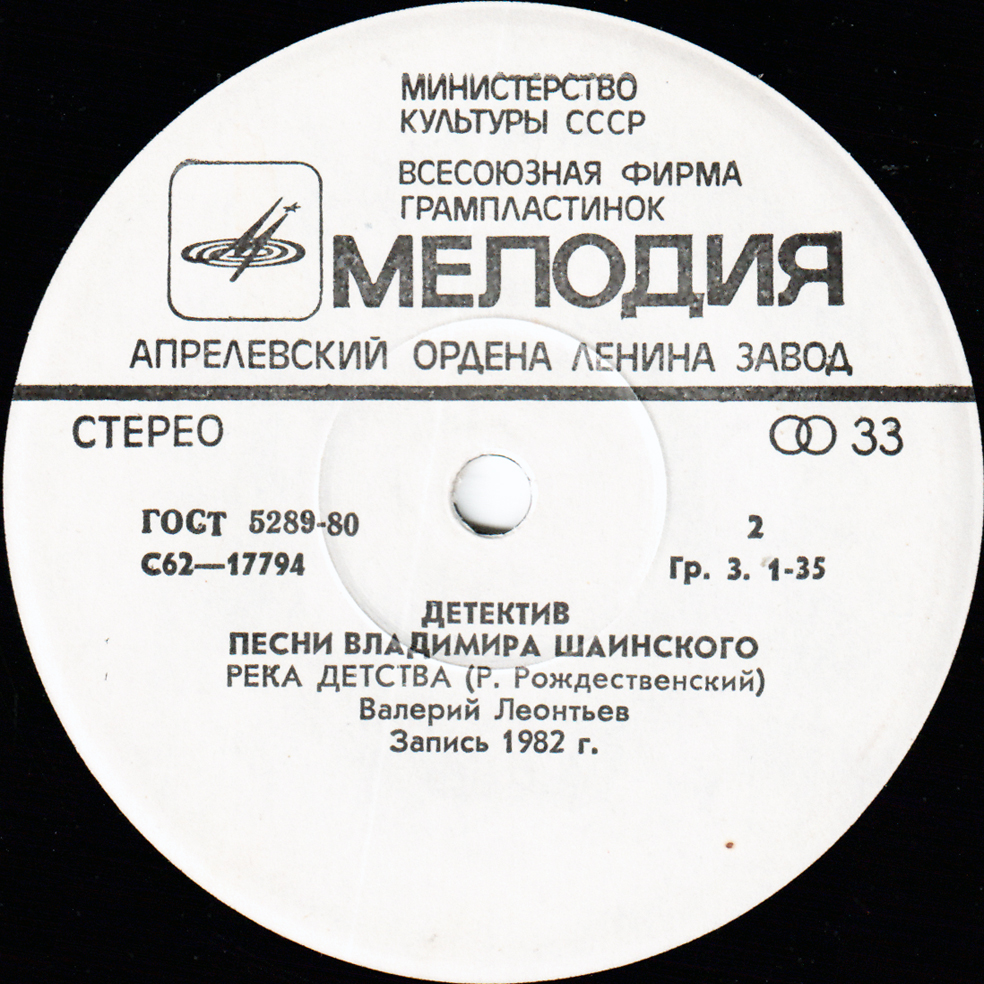 МИНИСТЕРСТВО
КУЛЬТУРЫ СССР
ВСЕСОЮЗНАЯ ФИРМА
ГРАМПЛАСТИНОК
МЕЛОДИЯ
АПРЕЛЕВСКИЙ ОРДЕНА ЛЕНИНА ЗАВОД
СТЕРЕО 33
ГОСТ 5289-80 2
С62—17794 Гр. 3. 1-35
ДЕТЕКТИВ
ПЕСНИ ВЛАДИМИРА ШАИНСКОГО
РЕКА ДЕТСТВА (Р. Рождественский)
Валерий Леонтьев
Запись 1982 г.